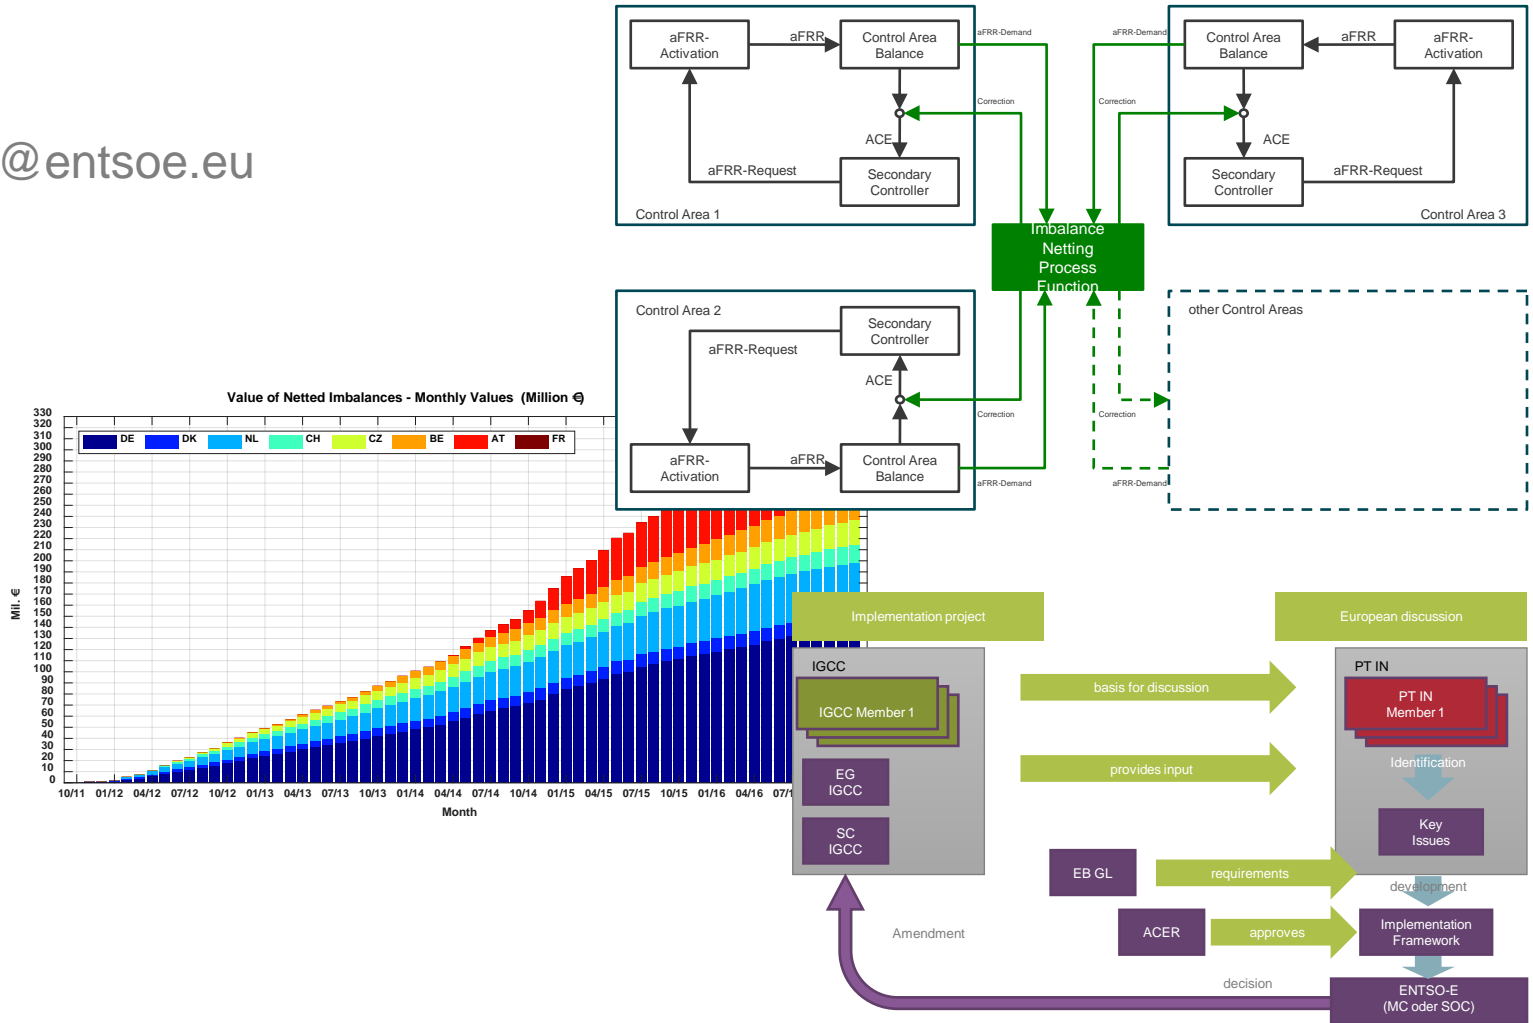 @entsoe.eu
aFRR-
Activation
aFRR
Control Area
Balance
aFRR-Demand
Correction
ACE
aFRR-Request
Secondary
Controller
Control Area 1
aFRR-Demand
Control Area
Balance
aFRR
aFRR-
Activation
Correction
ACE
Secondary
Controller
aFRR-Request
Control Area 3
Imbalance
Netting
Process
Function
Control Area 2
Secondary
Controller
aFRR-Request
ACE
Correction
aFRR-
Activation
aFRR
Control Area
Balance
aFRR-Demand
other Control Areas
Correction
aFRR-Demand
Value of Netted Imbalances - Monthly Values (Million €)
DE DK NL CH CZ BE AT FR
Mil. €
330
320
310
300
290
280
270
260
250
240
230
220
210
200
190
180
170
160
150
140
130
120
110
100
90
80
70
60
50
40
30
20
10
0
10/11 01/12 04/12 07/12 10/12 01/13 04/13 07/13 10/13 01/14 04/14 07/14 10/14 01/15 04/15 07/15 10/15 01/16 04/16
Month
Implementation project
European discussion
IGCC
IGCC Member 1
EG
IGCC
SC
IGCC
basis for discussion
provides input
PT IN
PT IN
Member 1
Identification
Key
Issues
EB GL
requirements
development
ACER
approves
Implementation
Framework
Amendment
decision
ENTSO-E
(MC oder SOC)